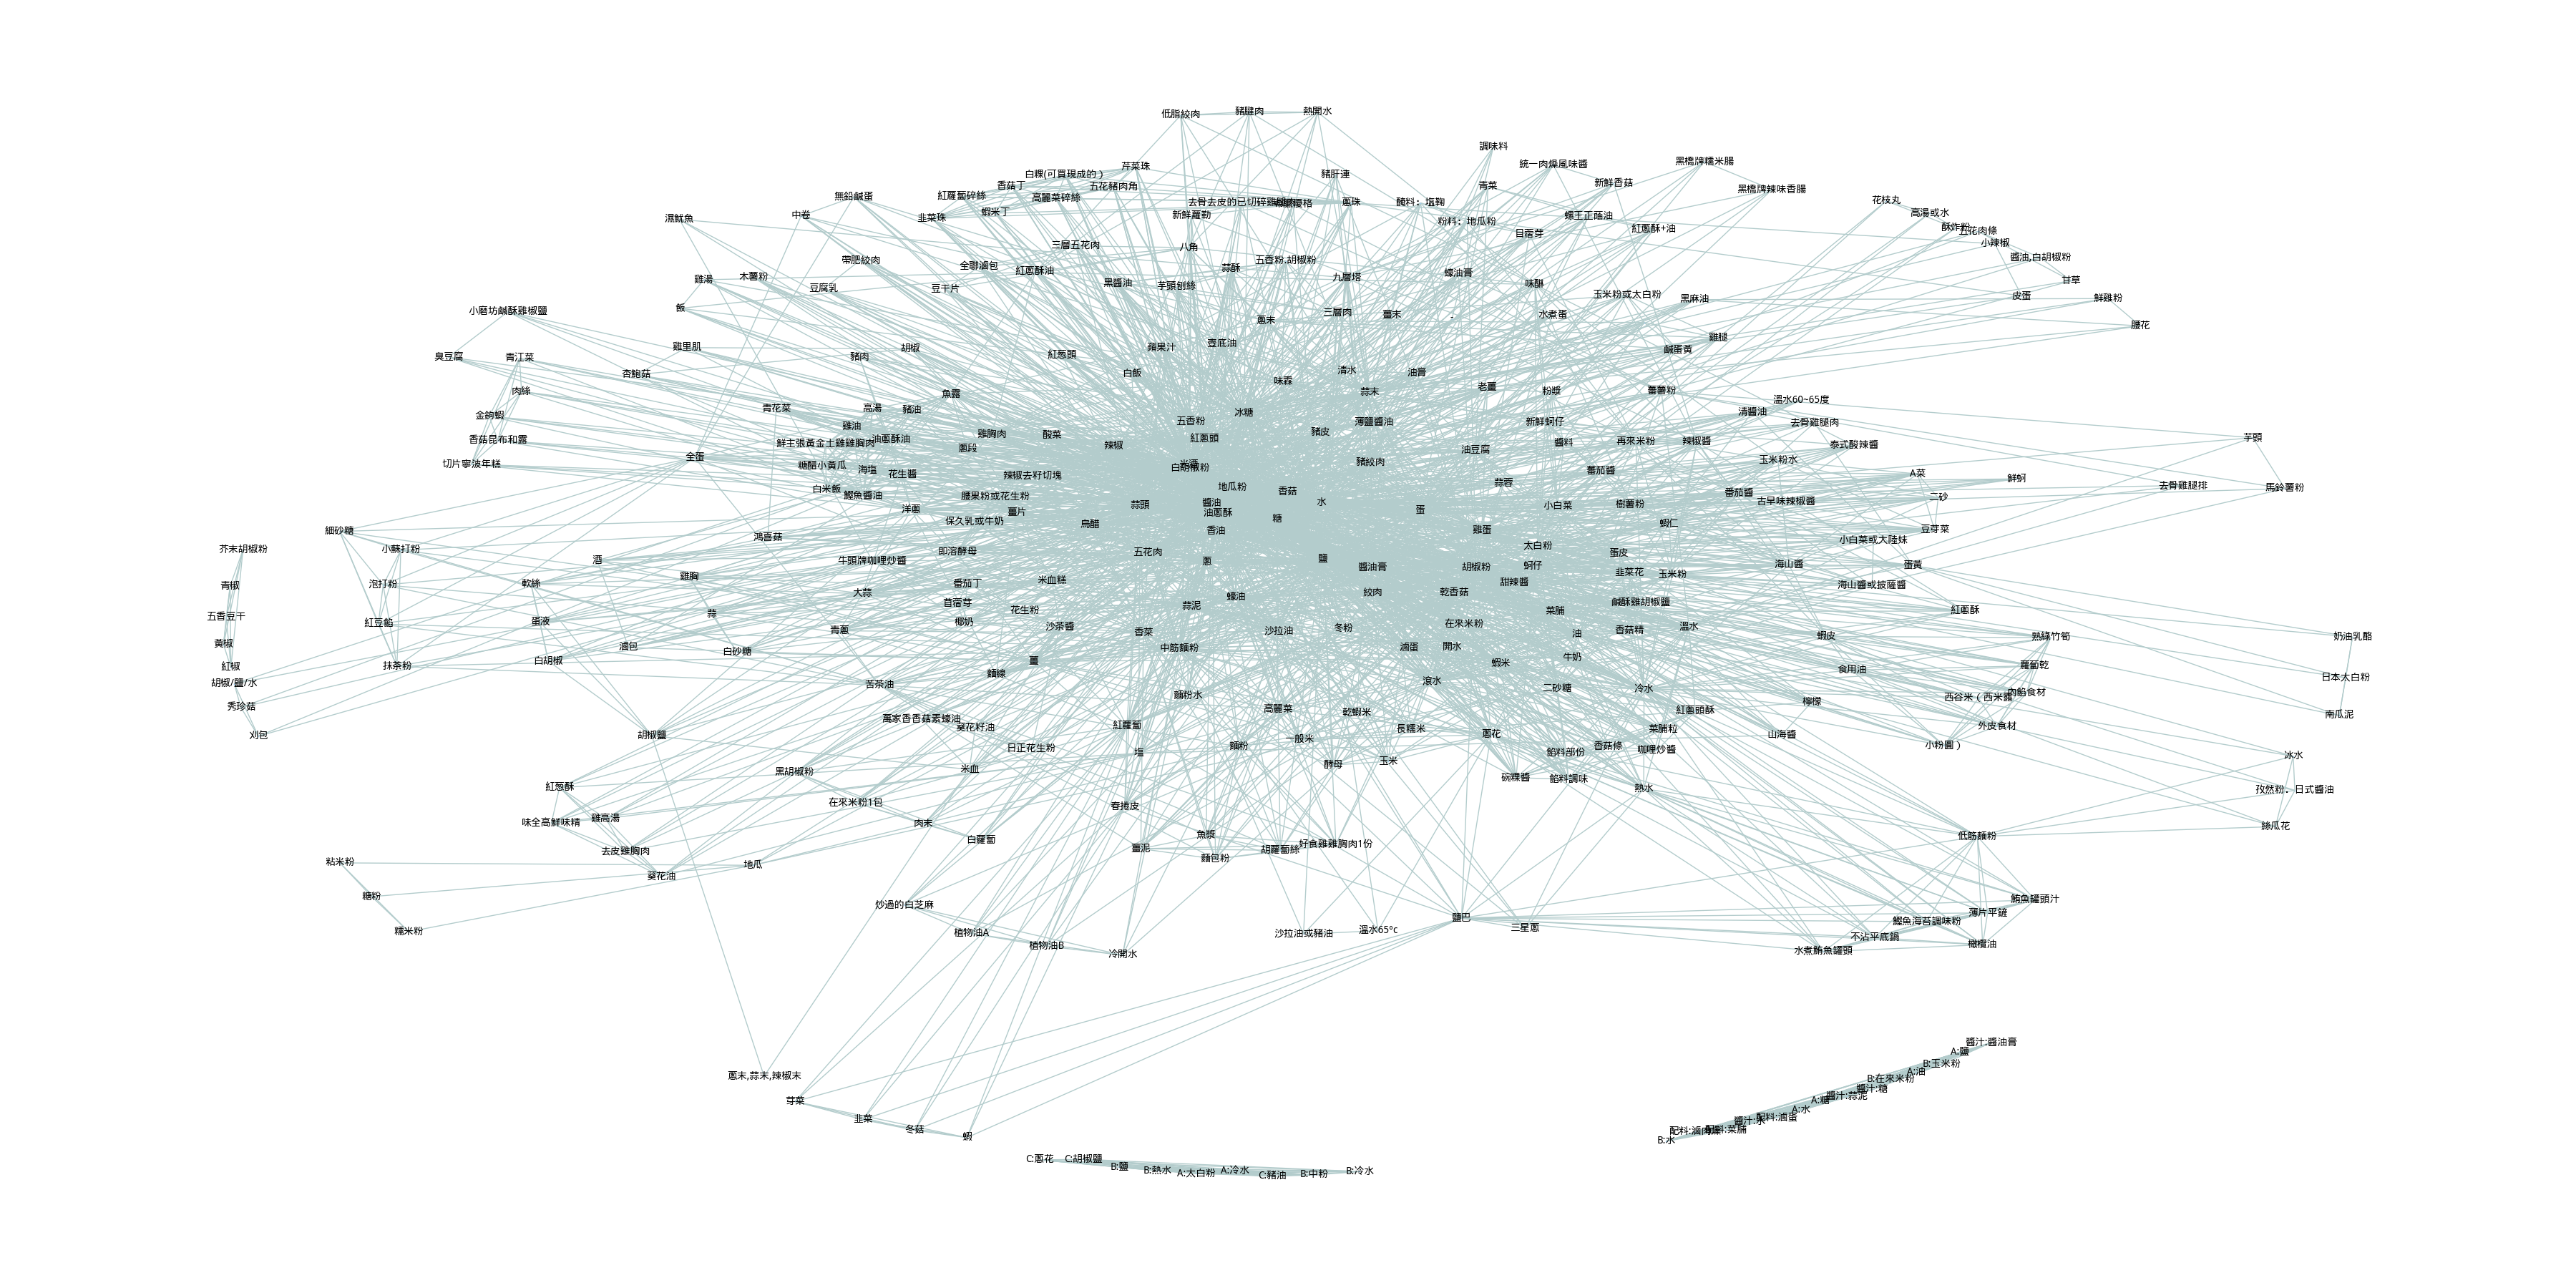 低脂絞肉
豬腱肉
熱開水
調味料
統一肉燥風味醬
黑橋牌糯米腸
芹菜珠
白粿(可買現成的)
香菇丁
五花豬肉角
豬肝連
青菜
新鮮香菇
黑橋牌辣味香腸
無鉛鹹蛋
紅蘿蔔碎絲
高麗菜碎絲
蔥珠
醃料：塩麴
花枝丸
濕魷魚
中卷
韭菜珠
蝦米丁
新鮮羅勒
粉料：地瓜粉
螺王正蔭油
高湯或水
酥炸粉
五花肉條
紅蔥酥+油
目宿芽
小辣椒
三層五花肉
八角
帶肥絞肉
全聯滷包
紅蔥酥油
蒜酥
五香粉,胡椒粉
醬油,白胡椒粉
雞湯
木薯粉
豆腐乳
豆干片
黑醬油
芋頭刨絲
九層塔
蠔油膏
味醂
玉米粉或太白粉
黑麻油
甘草
皮蛋
鮮雞粉
飯
小磨坊鹹酥雞椒鹽
蔥末
三層肉
薑末
水煮蛋
腰花
臭豆腐
青江菜
雞里肌
豬肉
胡椒
紅葱頭
蘋果汁
壺底油
雞腿
鹹蛋黃
杏鮑菇
白飯
味霖
清水
油膏
肉絲
魚露
蒜末
老薑
粉漿
蕃薯粉
溫水60~65度
金鉤蝦
青花菜
高湯
豬油
五香粉
冰糖
薄鹽醬油
新鮮蚵仔
清醬油
去骨雞腿肉
香菇昆布和露
雞油
鮮主張黃金土雞雞胸肉
油蔥酥油
雞胸肉
酸菜
辣椒
紅蔥頭
豬皮
醬料
再來米粉
辣椒醬
泰式酸辣醬
芋頭
切片寧波年糕
全蛋
糖醋小黃瓜
海塩
花生醬
蔥段
白胡椒粉
豬絞肉
油豆腐
蕃茄醬
玉米粉水
白米飯
鰹魚醬油
辣椒去籽切塊
地瓜粉
香菇
蒜蓉
番茄醬
A菜
鮮蚵
去骨雞腿排
馬鈴薯粉
腰果粉或花生粉
蒜頭
醬油
水
小白菜
樹薯粉
古早味辣椒醬
二砂
洋蔥
薑片
油蔥酥
蛋
保久乳或牛奶
烏醋
糖
蝦仁
豆芽菜
細砂糖
鴻喜菇
香油
雞蛋
小白菜或大陸妹
芥末胡椒粉
小蘇打粉
酒
牛頭牌咖哩炒醬
即溶酵母
五花肉
蔥
鹽
太白粉
蛋皮
海山醬
蛋黃
青椒
泡打粉
軟絲
雞胸
大蒜
番茄丁
米血糕
醬油膏
胡椒粉
蚵仔
甜辣醬
韭菜花
玉米粉
海山醬或披薩醬
五香豆干
紅豆餡
蛋液
蒜
苜蓿芽
花生粉
蒜泥
蠔油
絞肉
乾香菇
菜脯
鹹酥雞胡椒鹽
紅蔥酥
黃椒
滷包
青蔥
椰奶
沙茶醬
香菜
沙拉油
冬粉
在來米粉
香菇精
溫水
蝦皮
熟綠竹筍
奶油乳酪
紅椒
抹茶粉
白胡椒
白砂糖
薑
中筋麵粉
滷蛋
開水
油
蝦米
牛奶
食用油
蘿蔔乾
日本太白粉
胡椒/鹽/水
苦茶油
麵線
滾水
二砂糖
冷水
內餡食材
秀珍菇
麵粉水
高麗菜
乾蝦米
紅蔥頭酥
檸檬
外皮食材
南瓜泥
刈包
胡椒鹽
萬家香香菇素蠔油
葵花籽油
紅蘿蔔
一般米
長糯米
蔥花
菜脯粒
山海醬
小粉圓 )
日正花生粉
塩
麵粉
香菇條
餡料部份
咖哩炒醬
冰水
紅葱酥
黑胡椒粉
米血
酵母
玉米
碗粿醬
餡料調味
熱水
孜然粉．日式醬油
味全高鮮味精
雞高湯
在來米粉1包
春捲皮
絲瓜花
去皮雞胸肉
肉末
白蘿蔔
魚漿
好食雞雞胸肉1份
低筋麵粉
粘米粉
地瓜
葵花油
薑泥
麵包粉
胡蘿蔔絲
糖粉
炒過的白芝麻
鮪魚罐頭汁
糯米粉
植物油A
植物油B
冷開水
沙拉油或豬油
溫水65°c
鹽巴
三星蔥
鰹魚海苔調味粉
薄片平鏟
不沾平底鍋
水煮鮪魚罐頭
橄欖油
蔥末,蒜末,辣椒末
芽菜
韭菜
冬菇
蝦
醬汁:醬油膏
A:鹽
B:玉米粉
A:油
B:在來米粉
醬汁:糖
醬汁:蒜泥
A:糖
A:水
配料:滷蛋
醬汁:水
配料:菜脯
B:水
C:蔥花
C:胡椒鹽
B:鹽
B:熱水
A:太白粉
A:冷水
C:豬油
B:中粉
B:冷水